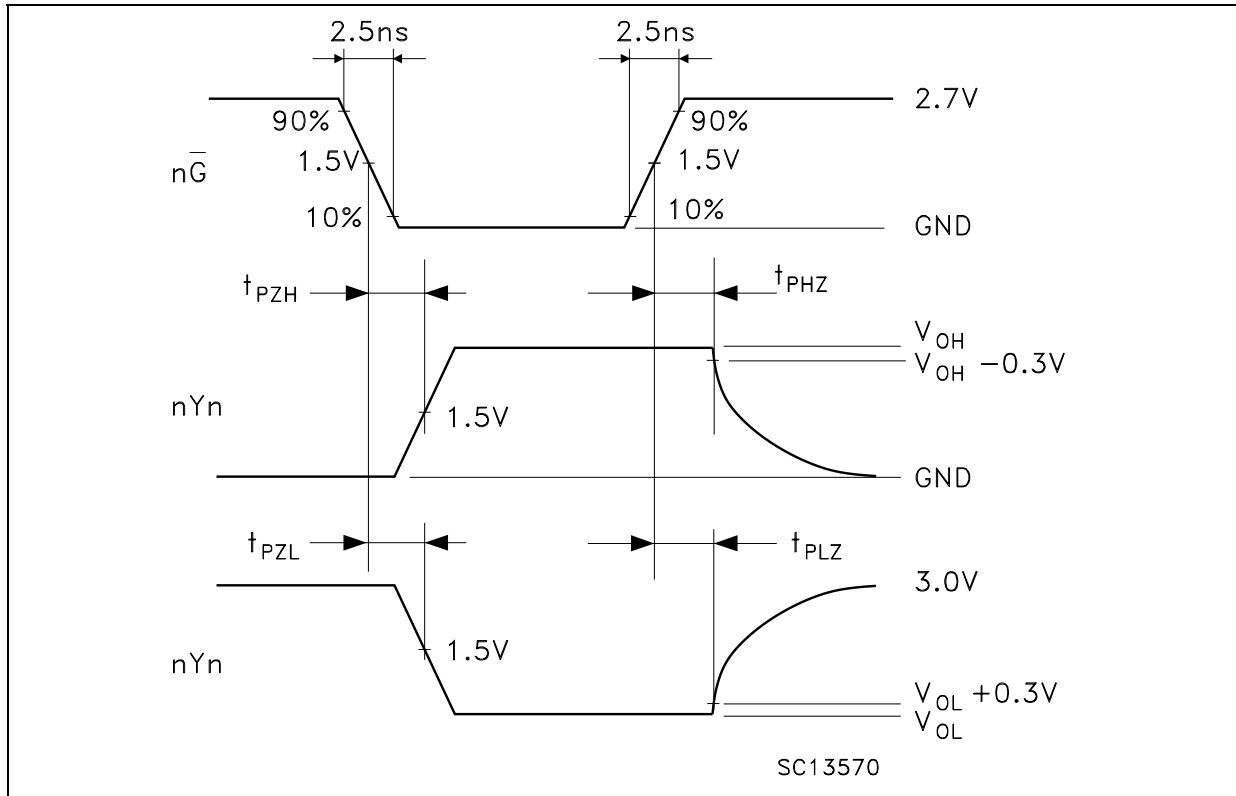 2.5ns 2.5ns
2.7V
90% 90%
1.5V 1.5V
nG̅
10% 10%
GND
tPZH tPHZ
VOH
VOH −0.3V
nYn 1.5V
GND
tPZL tPLZ
3.0V
1.5V
nYn
VOL +0.3V
VOL
SC13570